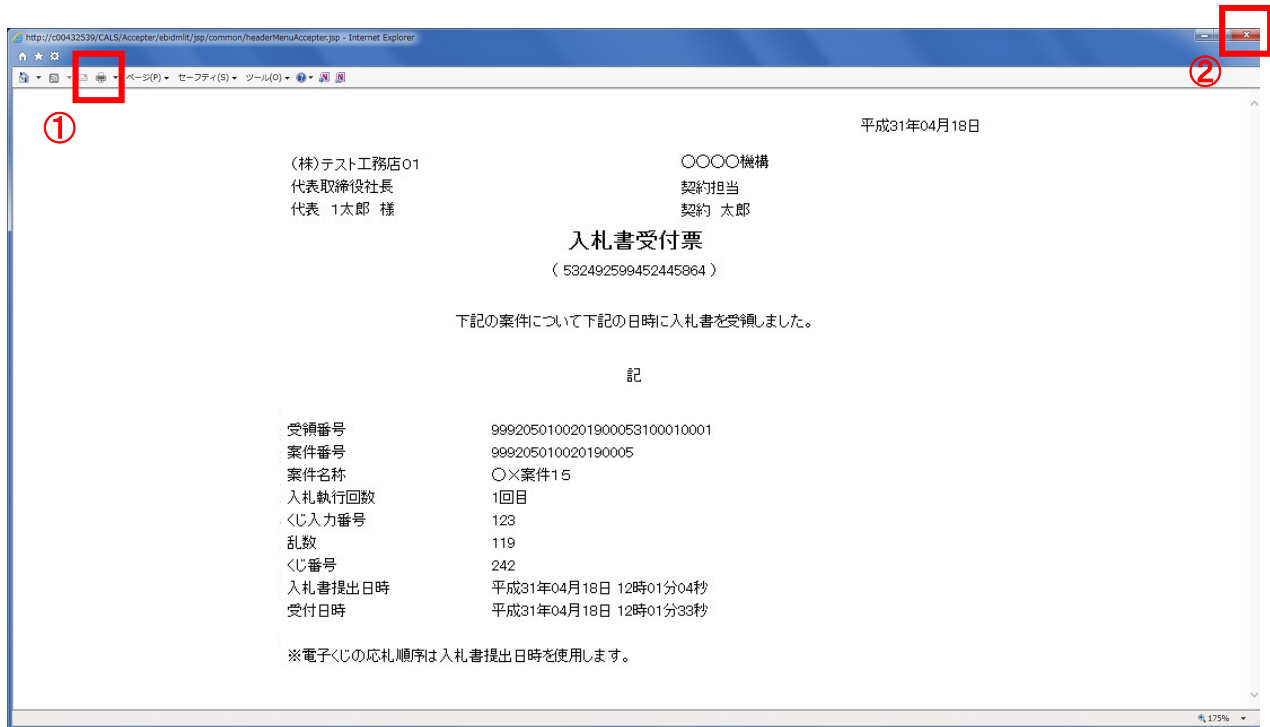 http://c00432539/CALS/Accepter/ebidmlit/jsp/common/headerMenuAccepter.jsp - Internet Explorer
ページ(P) セーフティ(S) ツール(O)
①
②
平成31年04月18日
(株)テスト工務店01
代表取締役社長
代表 1太郎 様
〇〇〇〇機構
契約担当
契約 太郎
入札書受付票
( 532492599452445864 )
下記の案件について下記の日時に入札書を受領しました。
記
受領番号 9992050100201900053100010001
案件番号 999205010020190005
案件名称 〇×案件15
入札執行回数 1回目
くじ入力番号 123
乱数 119
くじ番号 242
入札書提出日時 平成31年04月18日 12時01分04秒
受付日時 平成31年04月18日 12時01分33秒
※電子くじの応札順序は入札書提出日時を使用します。
175%